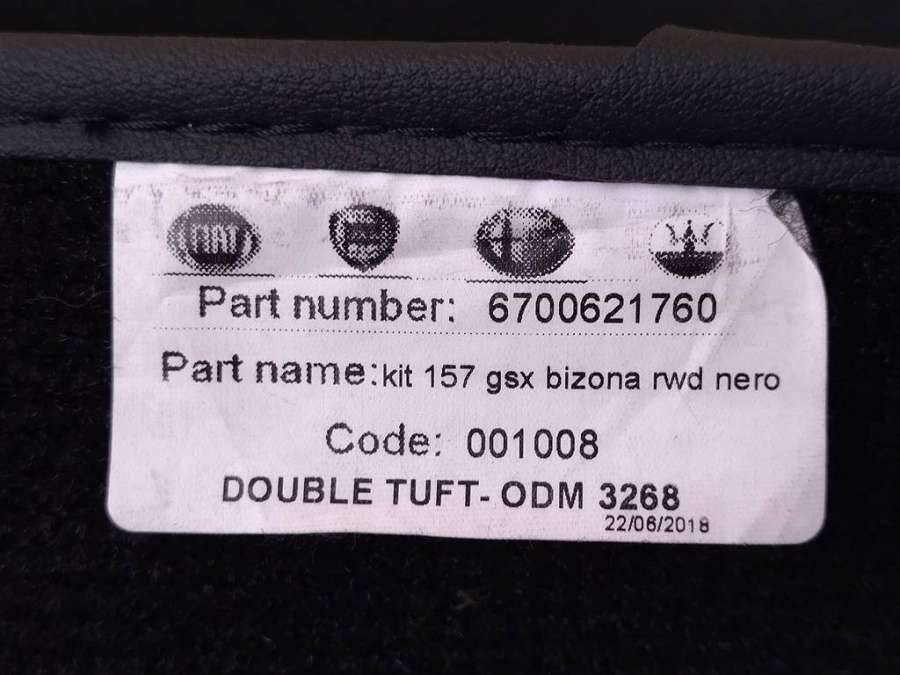 FIAT
Part number: 6700621760
Part name:kit 157 gsx bizona rwd nero
Code: 001008
DOUBLE TUFT- ODM 3268
22/06/2018